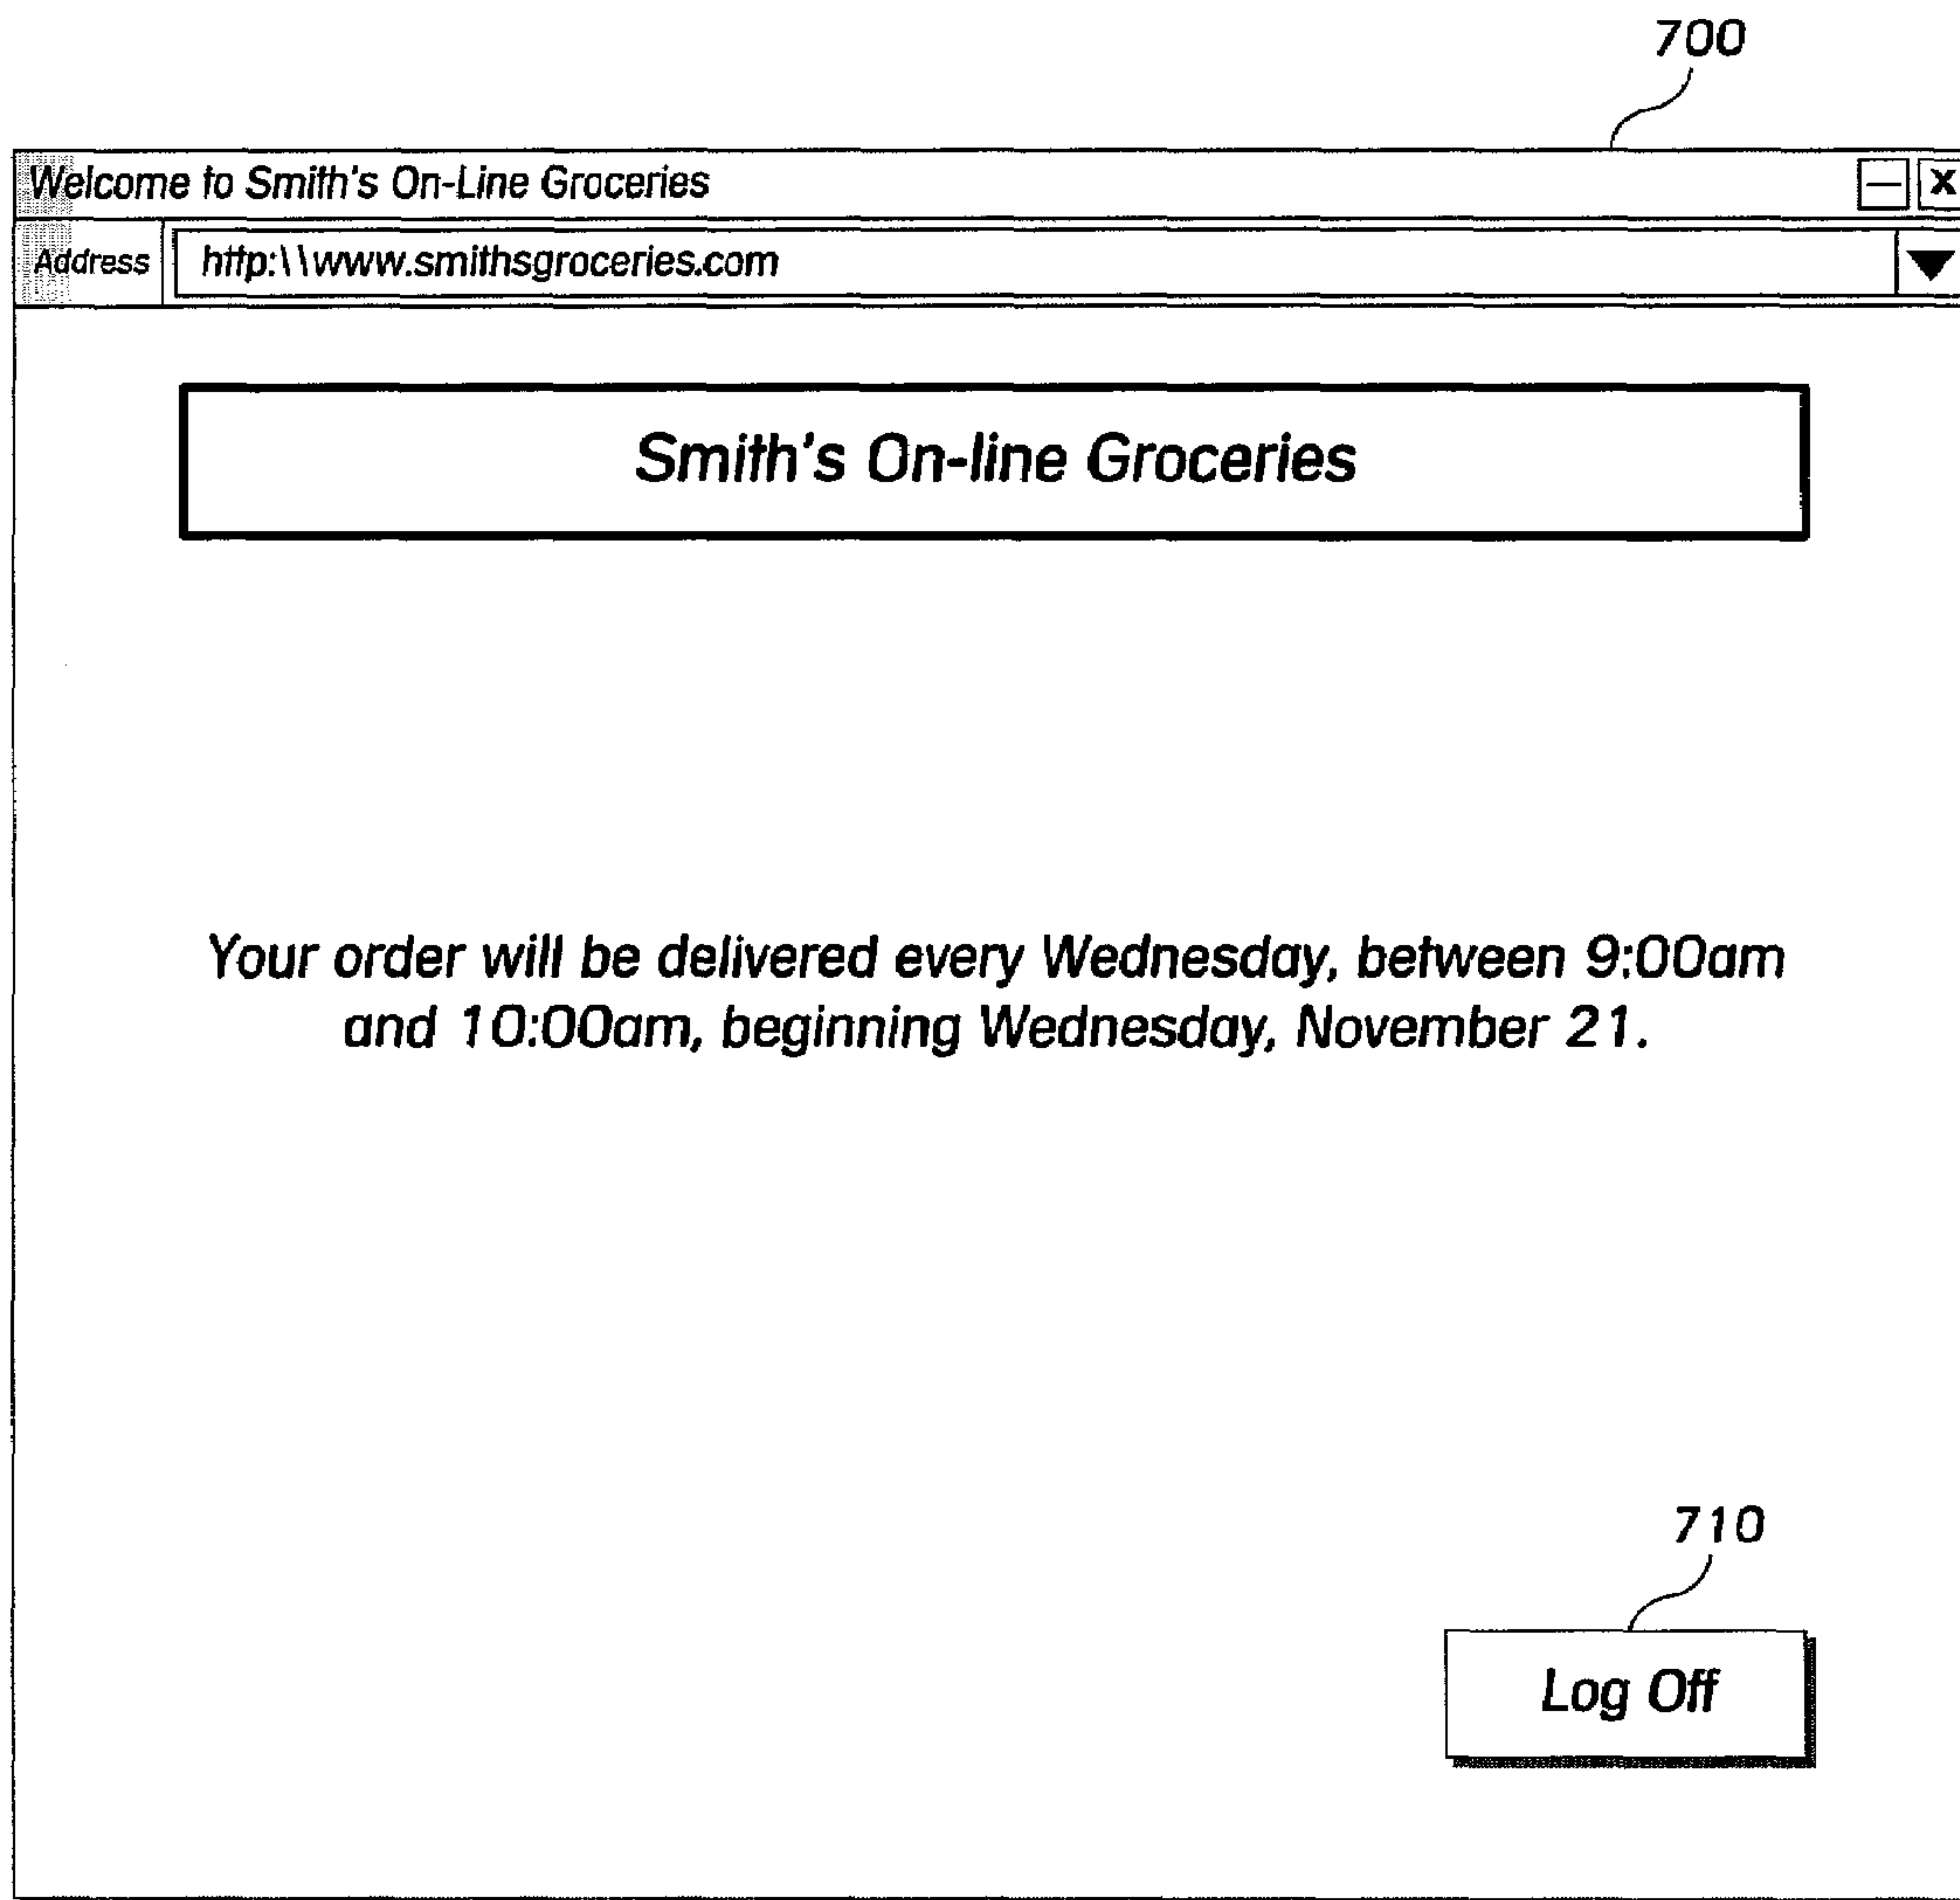 700
Welcome to Smith's On-Line Groceries
Address http:\\www.smithsgroceries.com
Smith's On-line Groceries
Your order will be delivered every Wednesday, between 9:00am
and 10:00am, beginning Wednesday, November 21.
710
Log Off